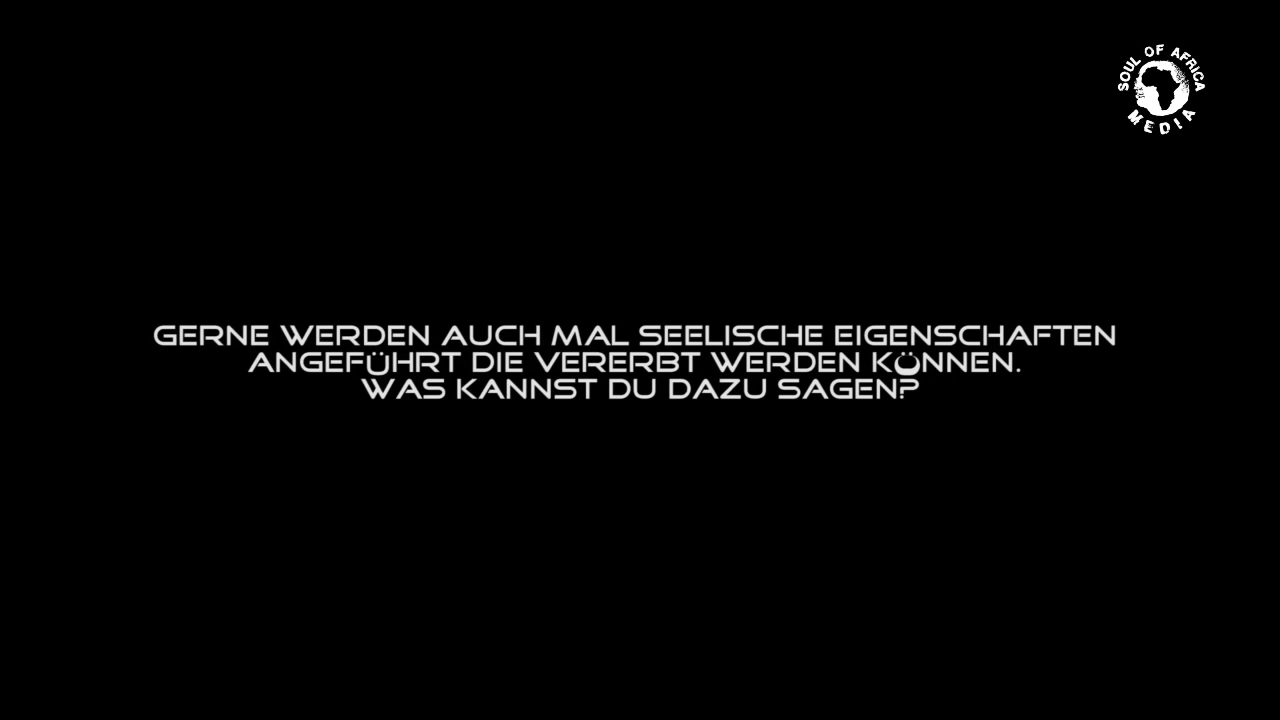 SOUL OF AFRICA
MEDIA
GERNE WERDEN AUCH MAL SEELISCHE EIGENSCHAFTEN
ANGEFÜHRT DIE VERERBT WERDEN KÖNNEN.
WAS KANNST DU DAZU SAGEN?